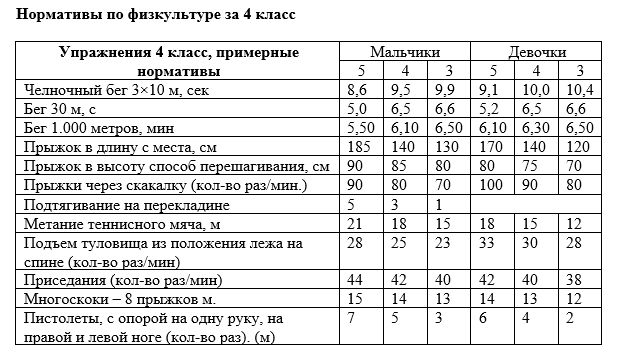 Нормативы по физкультуре за 4 класс
Упражнения 4 класс, примерные нормативы Мальчики Девочки
5 4 3 5 4 3
Челночный бег 3×10 м, сек 8,6 9,5 9,9 9,1 10,0 10,4
Бег 30 м, с 5,0 6,5 6,6 5,2 6,5 6,6
Бег 1.000 метров, мин 5,50 6,10 6,50 6,10 6,30 6,50
Прыжок в длину с места, см 185 140 130 170 140 120
Прыжок в высоту способ перешагивания, см 90 85 80 80 75 70
Прыжки через скакалку (кол-во раз/мин.) 90 80 70 100 90 80
Подтягивание на перекладине 5 3 1
Метание теннисного мяча, м 21 18 15 18 15 12
Подъем туловища из положения лежа на 28 25 23 33 30 28
спине (кол-во раз/мин)
Приседания (кол-во раз/мин) 44 42 40 42 40 38
Многоскоки – 8 прыжков м. 15 14 13 14 13 12
Пистолеты, с опорой на одну руку, на 7 5 3 6 4 2
правой и левой ноге (кол-во раз). (м)